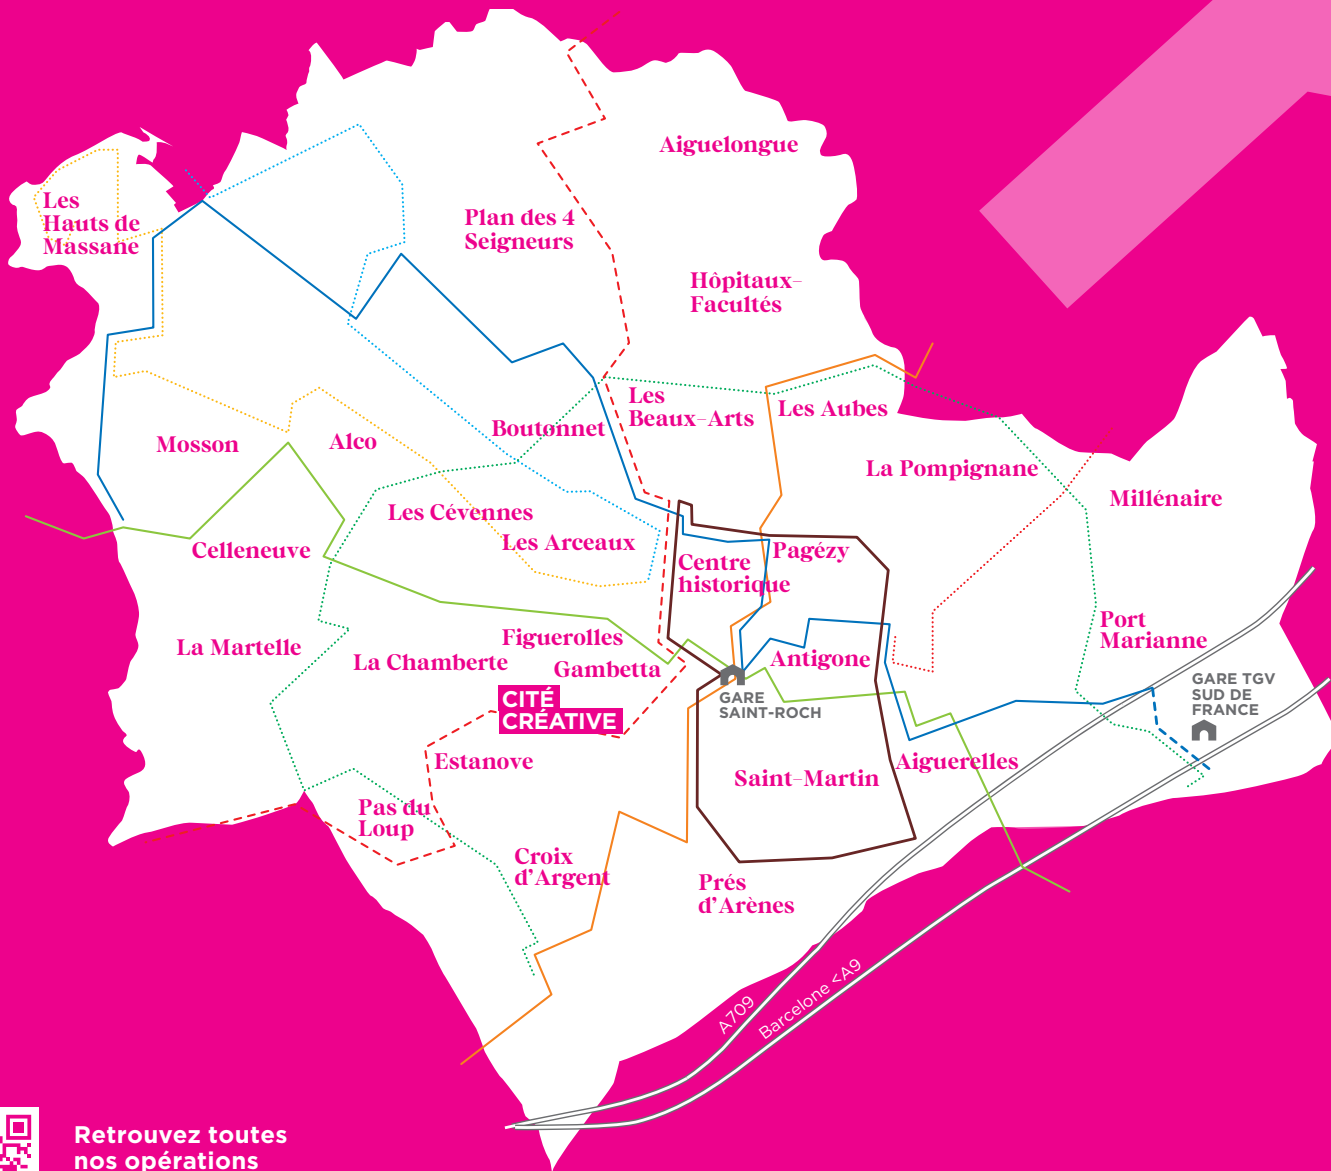 Aiguelongue
Les
Hauts de
Massane
Plan des 4
Seigneurs
Hôpitaux-
Facultés
Les
Beaux-Arts
Les Aubes
Boutonnet
Mosson
Alco
La Pompignane
Millénaire
Les Cévennes
Les Arceaux
Celleneuve
Centre
historique
Pagézy
Port
Marianne
Figuerolles
La Martelle
La Chamberte
Gambetta
Antigone
CITÉ
CRÉATIVE
GARE
SAINT-ROCH
GARE TGV
SUD DE
FRANCE
Estanove
Aiguerelles
Saint-Martin
Pas du
Loup
Croix
d'Argent
Prés
d'Arènes
A709
Barcelone <A9
Retrouvez toutes
nos opérations